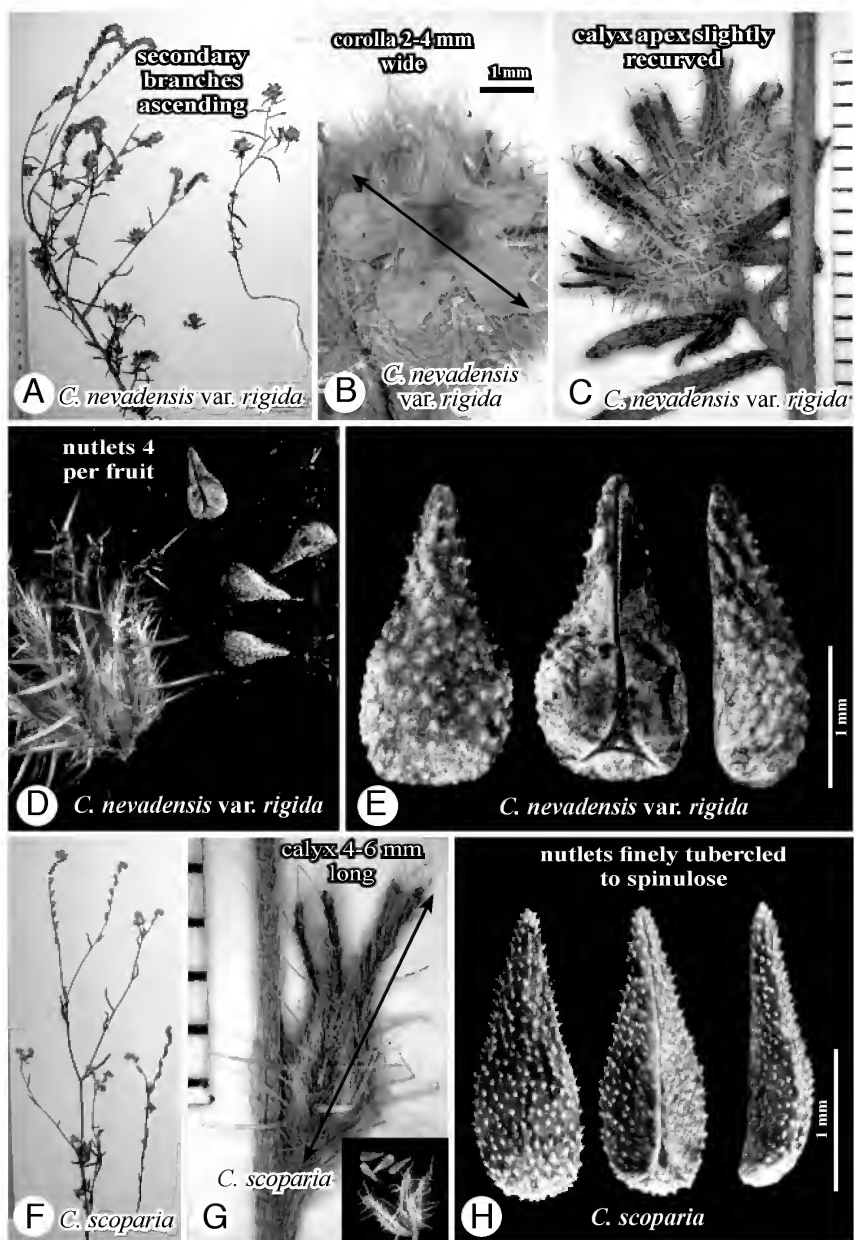 secondary
branches
ascending
A
C. nevadensis var. rigida
corolla 2-4 mm
wide
1 mm
B
C. nevadensis
var. rigida
calyx apex slightly
recurved
C
C. nevadensis var. rigida
nutlets 4
per fruit
D
C. nevadensis var. rigida
1 mm
E
C. nevadensis var. rigida
F
C. scoparia
calyx 4-6 mm
long
G
C. scoparia
nutlets finely tubercled
to spinulose
1 mm
H
C. scoparia